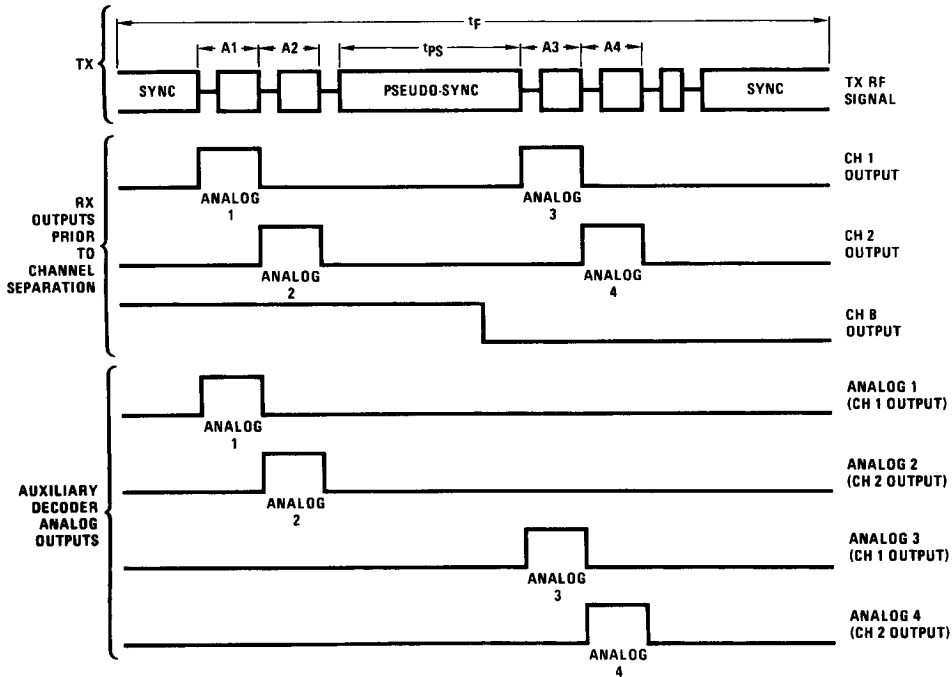 tF
TX
A1
A2
tPS
A3
A4
SYNC
PSEUDO-SYNC
SYNC
TX RF
SIGNAL
RX
OUTPUTS
PRIOR
TO
CHANNEL
SEPARATION
ANALOG
1
ANALOG
3
CH 1
OUTPUT
ANALOG
2
ANALOG
4
CH 2
OUTPUT
CH B
OUTPUT
AUXILIARY
DECODER
ANALOG
OUTPUTS
ANALOG
1
ANALOG 1
(CH 1 OUTPUT)
ANALOG
2
ANALOG 2
(CH 2 OUTPUT)
ANALOG
3
ANALOG 3
(CH 1 OUTPUT)
ANALOG
4
ANALOG 4
(CH 2 OUTPUT)